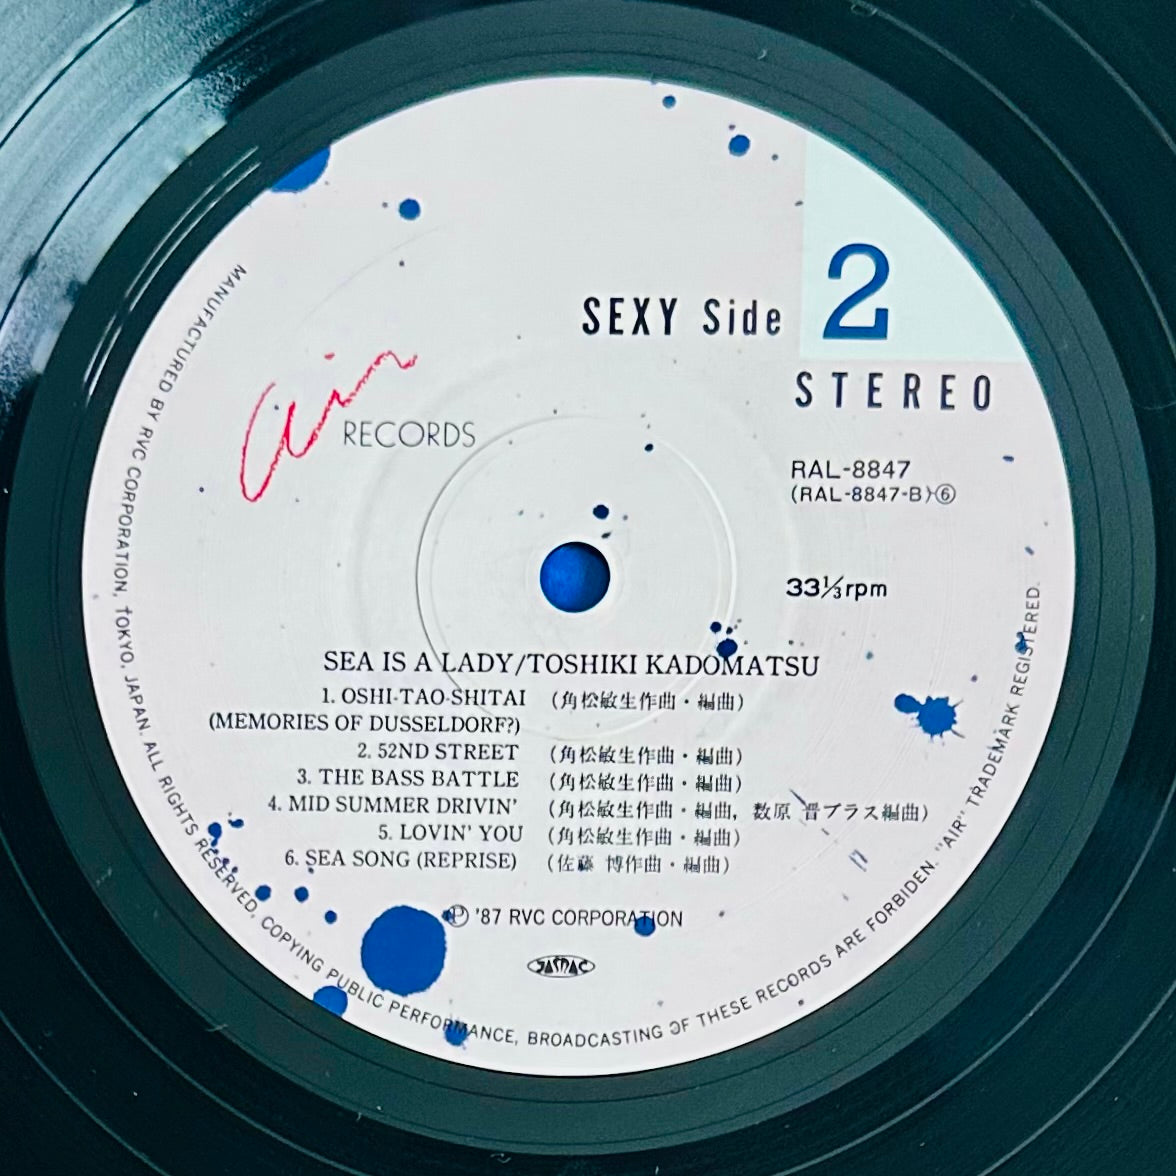 SEXY Side 2
STEREO
Air RECORDS
RAL-8847
(RAL-8847-B)⑥
33⅓rpm
SEA IS A LADY/TOSHIKI KADOMATSU
1. OSHI-TAO-SHITAI (角松敏生作曲・編曲)
(MEMORIES OF DUSSELDORF?)
2. 52ND STREET (角松敏生作曲・編曲)
3. THE BASS BATTLE (角松敏生作曲・編曲)
4. MID SUMMER DRIVIN' (角松敏生作曲・編曲, 数原 晋ブラス編曲)
5. LOVIN' YOU (角松敏生作曲・編曲)
6. SEA SONG (REPRISE) (佐藤 博作曲・編曲)
Ⓟ '87 RVC CORPORATION
JASRAC
MANUFACTURED BY RVC CORPORATION, TOKYO. JAPAN. ALL RIGHTS RESERVED, COPYING PUBLIC PERFORMANCE, BROADCASTING OF THESE RECORDS ARE FORBIDEN. "AIR" TRADEMARK REGISTERED.